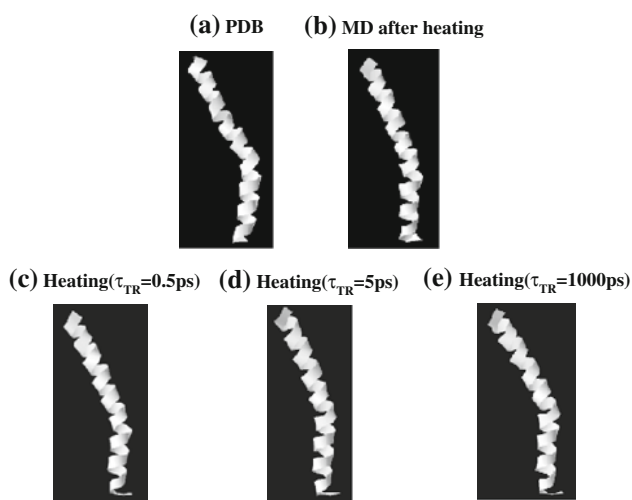 (a) PDB
(b) MD after heating
(c) Heating(τTR=0.5ps)
(d) Heating(τTR=5ps)
(e) Heating(τTR=1000ps)